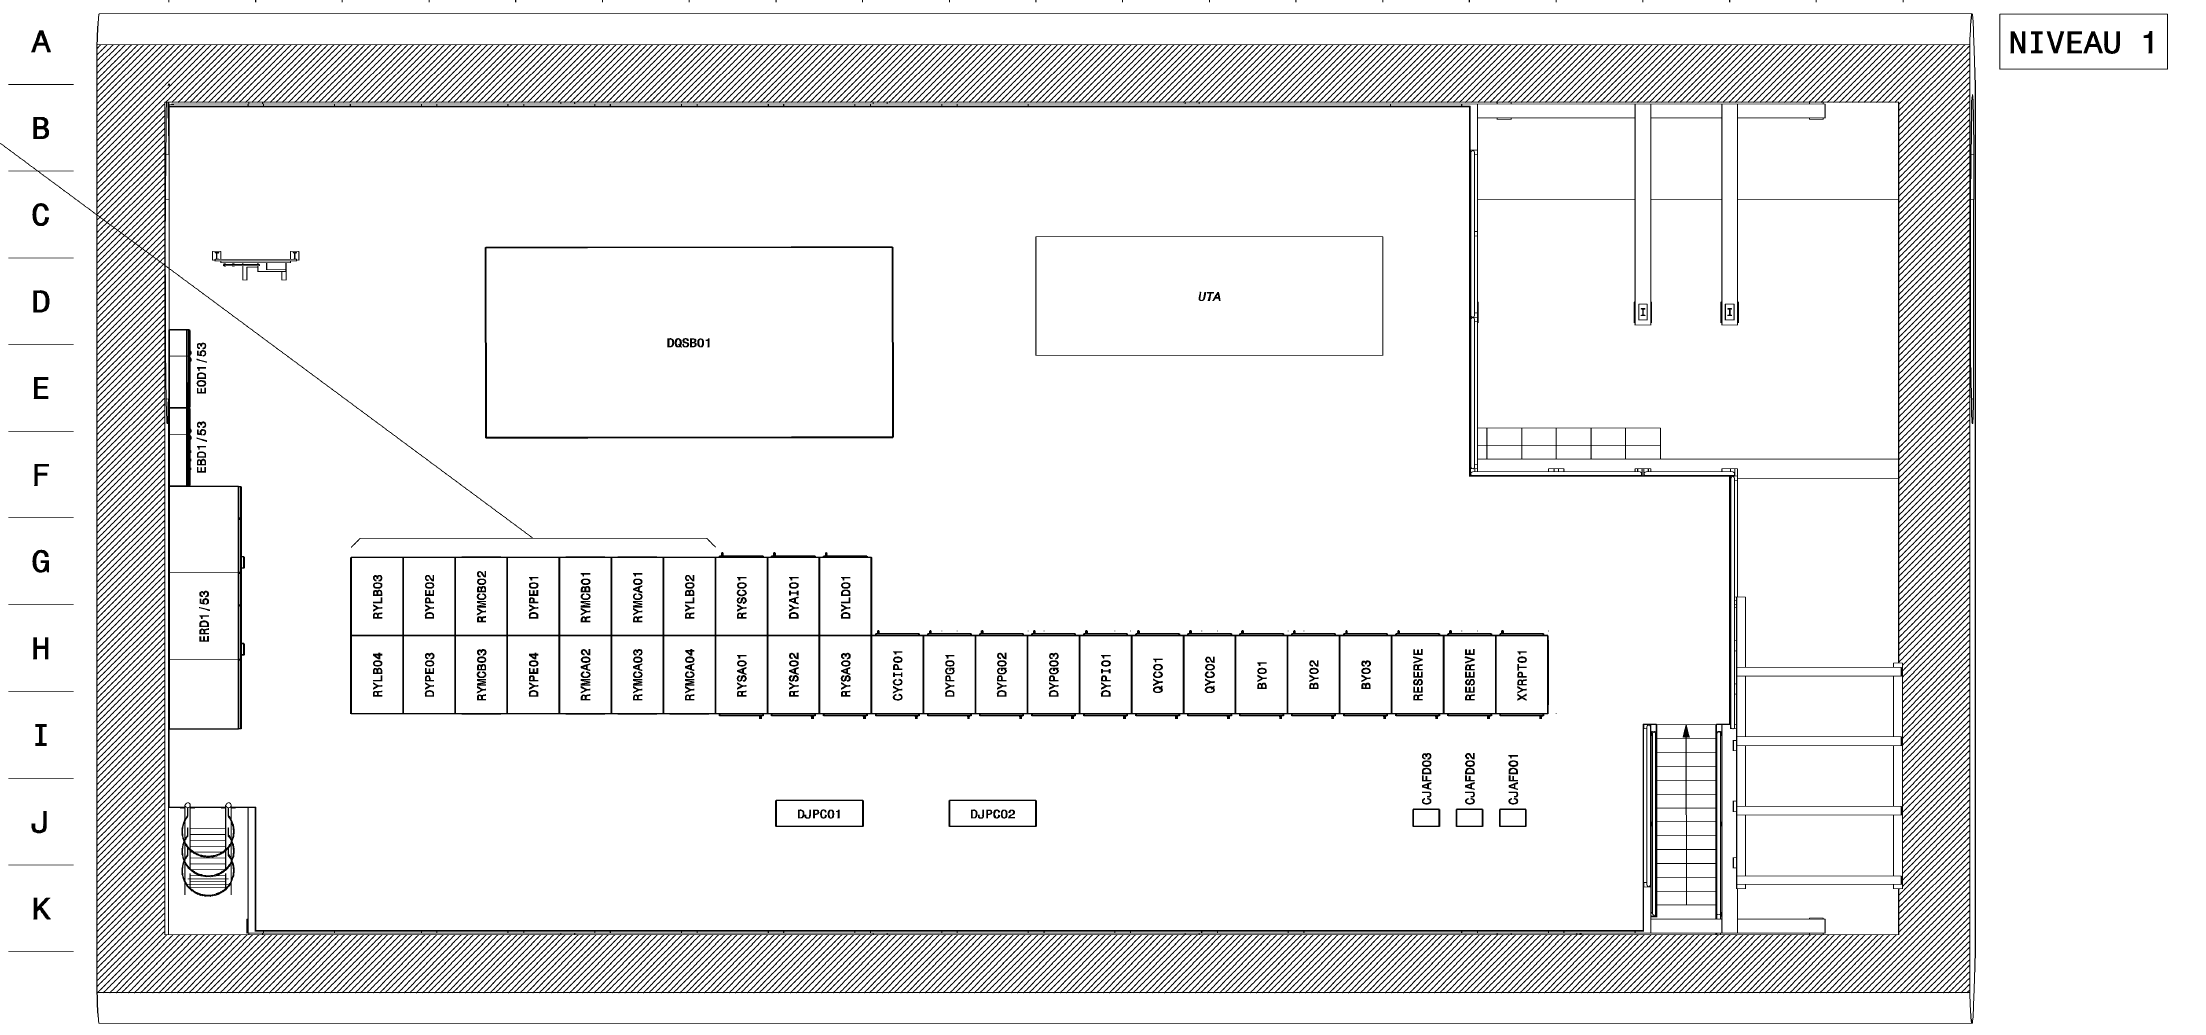 NIVEAU 1
A
B
C
D
E
F
G
H
I
J
K
DQSB01
UTA
I
I
EOD1/53
EBD1/53
ERD1/53
RYLB03
DYPE02
RYMCB02
DYPE01
RYMCB01
RYMCA01
RYLB02
RYSC01
DYAI01
DYLD01
RYLB04
DYPE03
RYMCB03
DYPE04
RYMCA02
RYMCA03
RYMCA04
RYSA01
RYSA02
RYSA03
CYCIP01
DYPG01
DYPG02
DYPG03
DYPI01
QYC01
QYC02
BY01
BY02
BY03
RESERVE
RESERVE
XYRPT01
CJAFD03
CJAFD02
CJAFD01
DJPC01
DJPC02